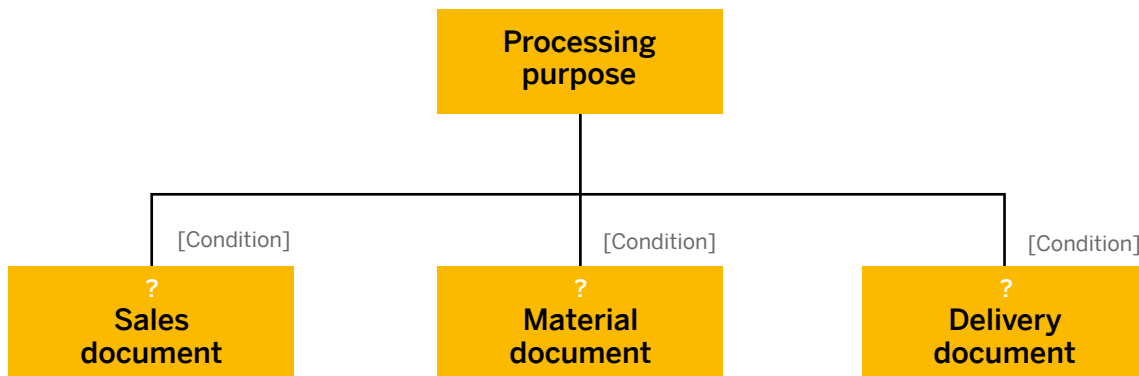 Processing
purpose
[Condition]
[Condition]
[Condition]
?
Sales
document
?
Material
document
?
Delivery
document